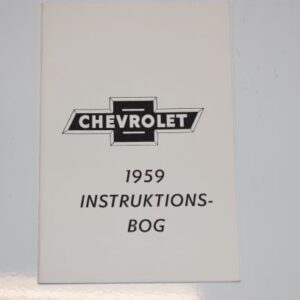 CHEVROLET
1959
INSTRUKTIONS-
BOG